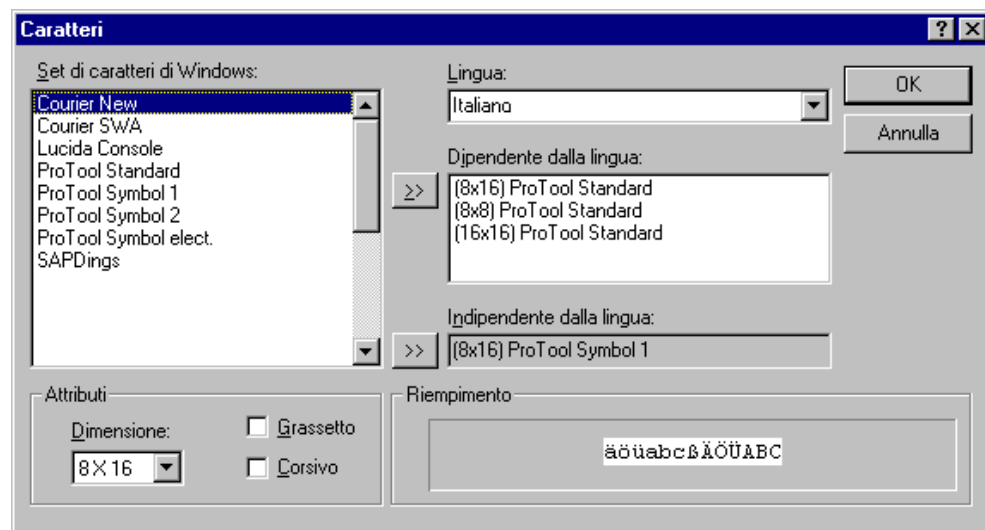 Caratteri
Set di caratteri di Windows:
Courier New
Courier SWA
Lucida Console
ProTool Standard
ProTool Symbol 1
ProTool Symbol 2
ProTool Symbol elect.
SAPDings
>>
>>
Lingua:
Italiano
Dipendente dalla lingua:
(8x16) ProTool Standard
(8x8) ProTool Standard
(16x16) ProTool Standard
Indipendente dalla lingua:
(8x16) ProTool Symbol 1
OK
Annulla
Attributi
Dimensione:
8X16
Grassetto
Corsivo
Riempimento
äöüabcßÄÖÜABC